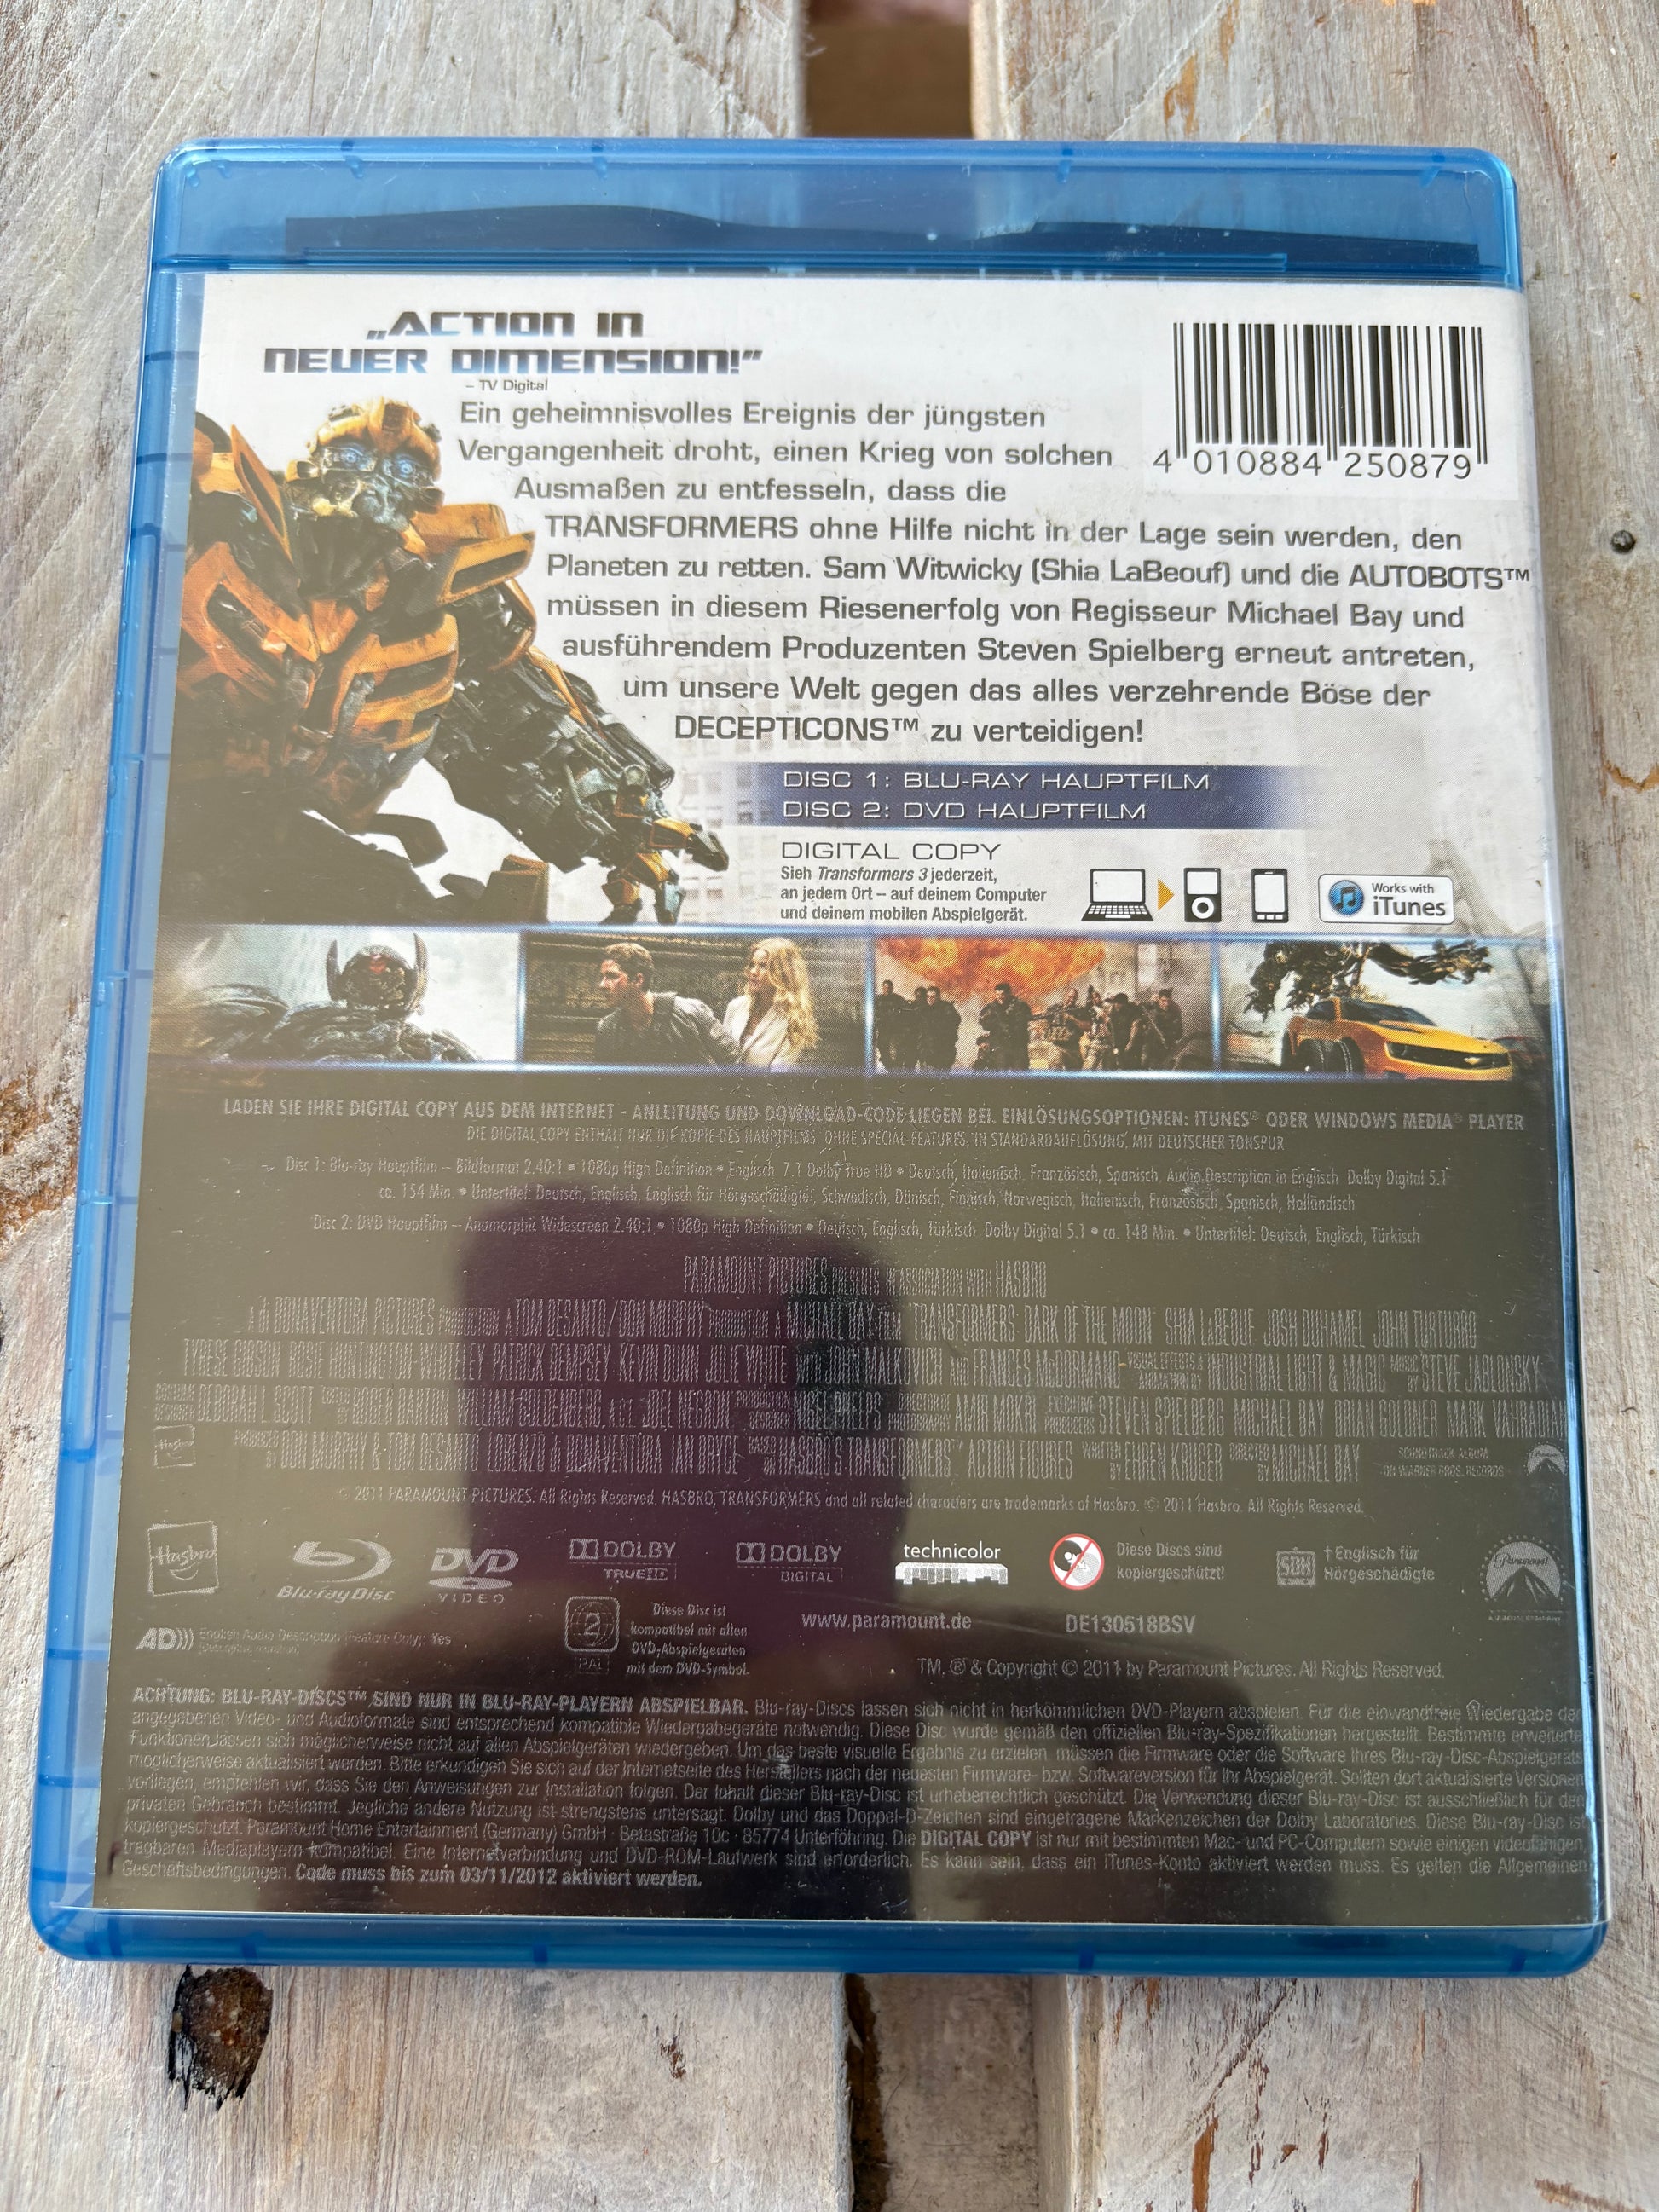 „ACTION IN
NEUER DIMENSION!“
– TV Digital
Ein geheimnisvolles Ereignis der jüngsten
Vergangenheit droht, einen Krieg von solchen
Ausmaßen zu entfesseln, dass die
TRANSFORMERS ohne Hilfe nicht in der Lage sein werden, den
Planeten zu retten. Sam Witwicky (Shia LaBeouf) und die AUTOBOTS™
müssen in diesem Riesenerfolg von Regisseur Michael Bay und
ausführendem Produzenten Steven Spielberg erneut antreten,
um unsere Welt gegen das alles verzehrende Böse der
DECEPTICONS™ zu verteidigen!
4 010884 250879
DISC 1: BLU-RAY HAUPTFILM
DISC 2: DVD HAUPTFILM
DIGITAL COPY
Sieh Transformers 3 jederzeit,
an jedem Ort – auf deinem Computer
und deinem mobilen Abspielgerät.
Works with
iTunes
LADEN SIE IHRE DIGITAL COPY AUS DEM INTERNET - ANLEITUNG UND DOWNLOAD-CODE LIEGEN BEI. EINLÖSUNGSOPTIONEN: ITUNES® ODER WINDOWS MEDIA® PLAYER
DIE DIGITAL COPY ENTHÄLT NUR DIE KOPIE DES HAUPTFILMS, OHNE SPECIAL-FEATURES, IN STANDARDAUFLÖSUNG, MIT DEUTSCHER TONSPUR
Disc 1: Blu-ray Hauptfilm – Bildformat 2.40:1 • 1080p High Definition • Englisch 7.1 Dolby True HD • Deutsch, Italienisch, Französisch, Spanisch, Audio Description in Englisch Dolby Digital 5.1
ca. 154 Min. • Untertitel: Deutsch, Englisch, Englisch für Hörgeschädigte, Schwedisch, Dänisch, Finnisch, Norwegisch, Italienisch, Französisch, Spanisch, Holländisch
Disc 2: DVD Hauptfilm – Anamorphic Widescreen 2.40:1 • 1080p High Definition • Deutsch, Englisch, Türkisch Dolby Digital 5.1 • ca. 148 Min. • Untertitel: Deutsch, Englisch, Türkisch
PARAMOUNT PICTURES PRESENTS IN ASSOCIATION WITH HASBRO
A di BONAVENTURA PICTURES PRODUCTION A TOM DESANTO/DON MURPHY PRODUCTION A MICHAEL BAY FILM "TRANSFORMERS: DARK OF THE MOON" SHIA LABEOUF JOSH DUHAMEL JOHN TURTURRO
TYRESE GIBSON ROSIE HUNTINGTON-WHITELEY PATRICK DEMPSEY KEVIN DUNN JULIE WHITE WITH JOHN MALKOVICH AND FRANCES McDORMAND VISUAL EFFECTS & ANIMATION BY INDUSTRIAL LIGHT & MAGIC MUSIC BY STEVE JABLONSKY
COSTUME DESIGNER DEBORAH L. SCOTT EDITED BY ROGER BARTON WILLIAM GOLDENBERG, A.C.E. JOEL NEGRON PRODUCTION DESIGNER NIGEL PHELPS DIRECTOR OF PHOTOGRAPHY AMIR MOKRI EXECUTIVE PRODUCERS STEVEN SPIELBERG MICHAEL BAY BRIAN GOLDNER MARK VAHRADIAN
Hasbro PRODUCED BY DON MURPHY & TOM DESANTO LORENZO di BONAVENTURA IAN BRYCE BASED ON HASBRO'S TRANSFORMERS™ ACTION FIGURES WRITTEN BY EHREN KRUGER DIRECTED BY MICHAEL BAY SOUNDTRACK ALBUM ON WARNER BROS. RECORDS
© 2011 PARAMOUNT PICTURES. All Rights Reserved. HASBRO, TRANSFORMERS and all related characters are trademarks of Hasbro. © 2011 Hasbro. All Rights Reserved.
Hasbro
Blu-ray Disc
DVD
VIDEO
DOLBY
TRUEHD
DOLBY
DIGITAL
technicolor
Diese Discs sind
kopiergeschützt!
SDH
† Englisch für
Hörgeschädigte
Paramount
AD))) English Audio Description (Feature Only): Yes
2
PAL
Diese Disc ist
kompatibel mit allen
DVD-Abspielgeräten
mit dem DVD-Symbol.
www.paramount.de
DE130518BSV
TM, ® & Copyright © 2011 by Paramount Pictures. All Rights Reserved.
ACHTUNG: BLU-RAY-DISCS™ SIND NUR IN BLU-RAY-PLAYERN ABSPIELBAR. Blu-ray-Discs lassen sich nicht in herkömmlichen DVD-Playern abspielen. Für die einwandfreie Wiedergabe der
angegebenen Video- und Audioformate sind entsprechend kompatible Wiedergabegeräte notwendig. Diese Disc wurde gemäß den offiziellen Blu-ray-Spezifikationen hergestellt. Bestimmte erweiterte
Funktionen lassen sich möglicherweise nicht auf allen Abspielgeräten wiedergeben. Um das beste visuelle Ergebnis zu erzielen, müssen die Firmware oder die Software Ihres Blu-ray-Disc-Abspielgeräts
möglicherweise aktualisiert werden. Bitte erkundigen Sie sich auf der Internetseite des Herstellers nach der neuesten Firmware- bzw. Softwareversion für Ihr Abspielgerät. Sollten dort aktualisierte Versionen
vorliegen, empfehlen wir, dass Sie den Anweisungen zur Installation folgen. Der Inhalt dieser Blu-ray-Disc ist urheberrechtlich geschützt. Die Verwendung dieser Blu-ray-Disc ist ausschließlich für den
privaten Gebrauch bestimmt. Jegliche andere Nutzung ist strengstens untersagt. Dolby und das Doppel-D-Zeichen sind eingetragene Markenzeichen der Dolby Laboratories. Diese Blu-ray-Disc ist
kopiergeschützt. Paramount Home Entertainment (Germany) GmbH · Betastraße 10c · 85774 Unterföhring. Die DIGITAL COPY ist nur mit bestimmten Mac- und PC-Computern sowie einigen videofähigen
tragbaren Mediaplayern kompatibel. Eine Internetverbindung und DVD-ROM-Laufwerk sind erforderlich. Es kann sein, dass ein iTunes-Konto aktiviert werden muss. Es gelten die Allgemeinen
Geschäftsbedingungen. Code muss bis zum 03/11/2012 aktiviert werden.